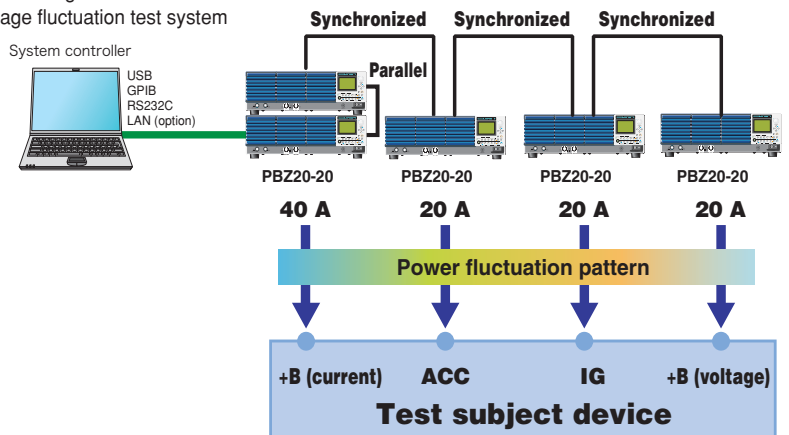 age fluctuation test system
System controller
USB
GPIB
RS232C
LAN (option)
Synchronized Synchronized Synchronized
Parallel
PBZ20-20 PBZ20-20 PBZ20-20 PBZ20-20
40 A 20 A 20 A 20 A
Power fluctuation pattern
+B (current) ACC IG +B (voltage)
Test subject device